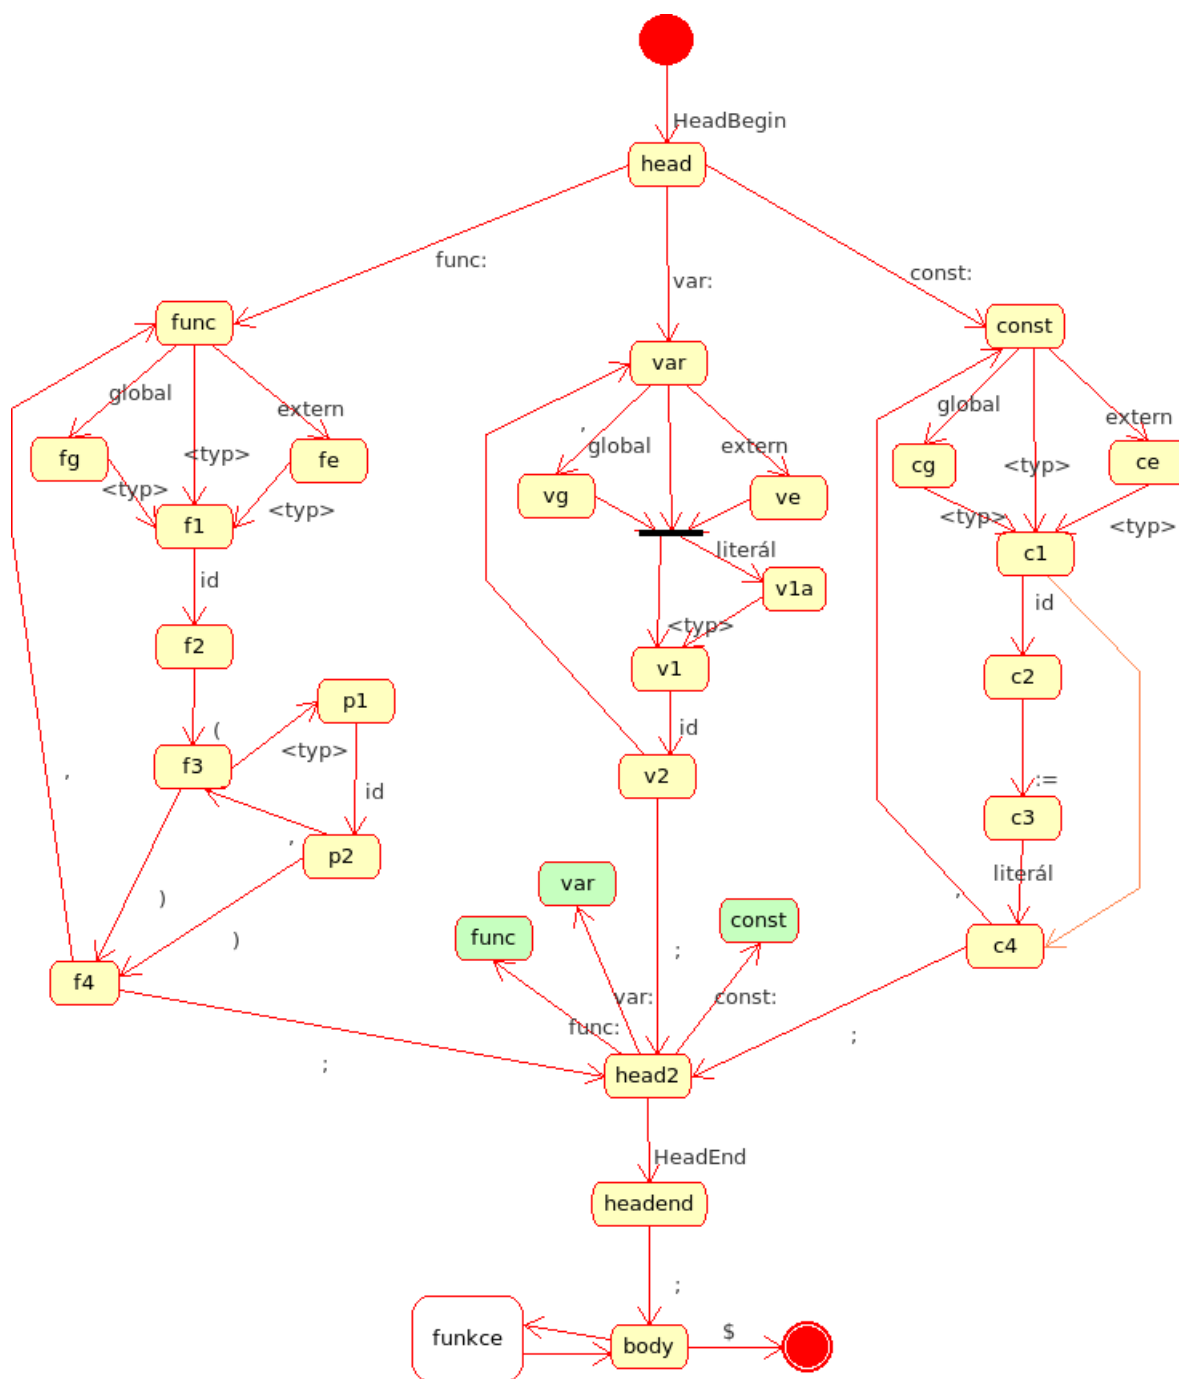 HeadBegin
head
func:
var:
const:
func
var
const
global
<typ>
extern
,
global
extern
global
<typ>
extern
fg
fe
vg
ve
cg
ce
<typ>
<typ>
<typ>
<typ>
f1
literál
c1
id
v1a
id
<typ>
f2
v1
c2
p1
(
<typ>
id
f3
v2
,
id
:=
c3
,
p2
literál
var
,
)
func
const
c4
)
;
f4
var:
const:
func:
;
;
head2
HeadEnd
headend
;
funkce
body
$